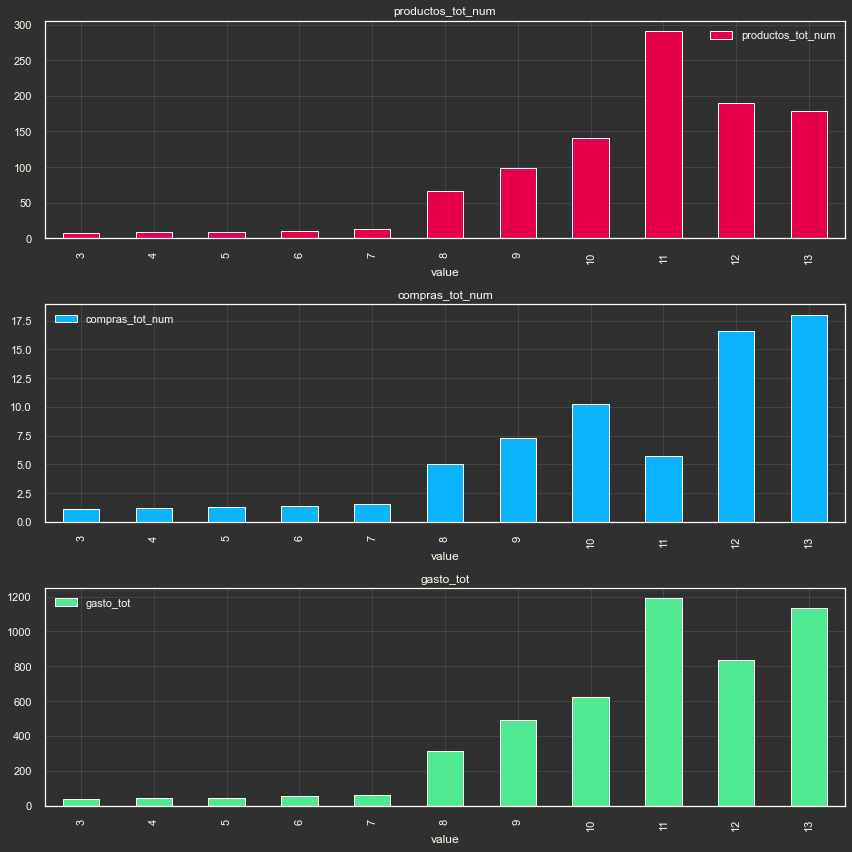 productos_tot_num
300
250
200
150
100
50
0
productos_tot_num
3 4 5 6 7 8 9 10 11 12 13
value
compras_tot_num
17.5
15.0
12.5
10.0
7.5
5.0
2.5
0.0
compras_tot_num
3 4 5 6 7 8 9 10 11 12 13
value
gasto_tot
1200
1000
800
600
400
200
0
gasto_tot
3 4 5 6 7 8 9 10 11 12 13
value